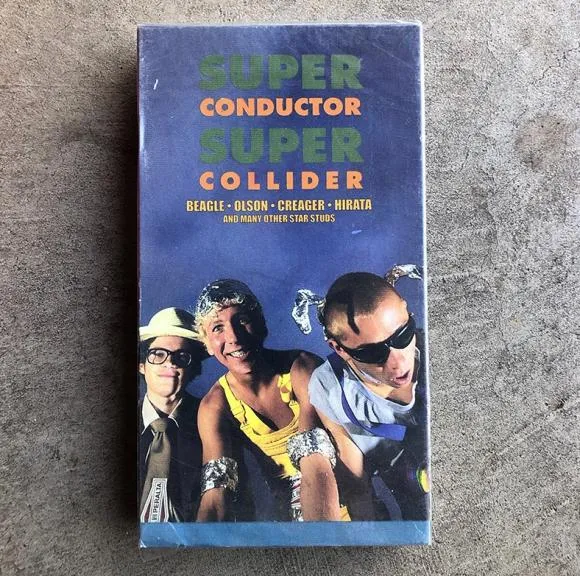 SUPER
CONDUCTOR
SUPER
COLLIDER
BEAGLE • OLSON • CREAGER • HIRATA
AND MANY OTHER STAR STUDS
PERALTA